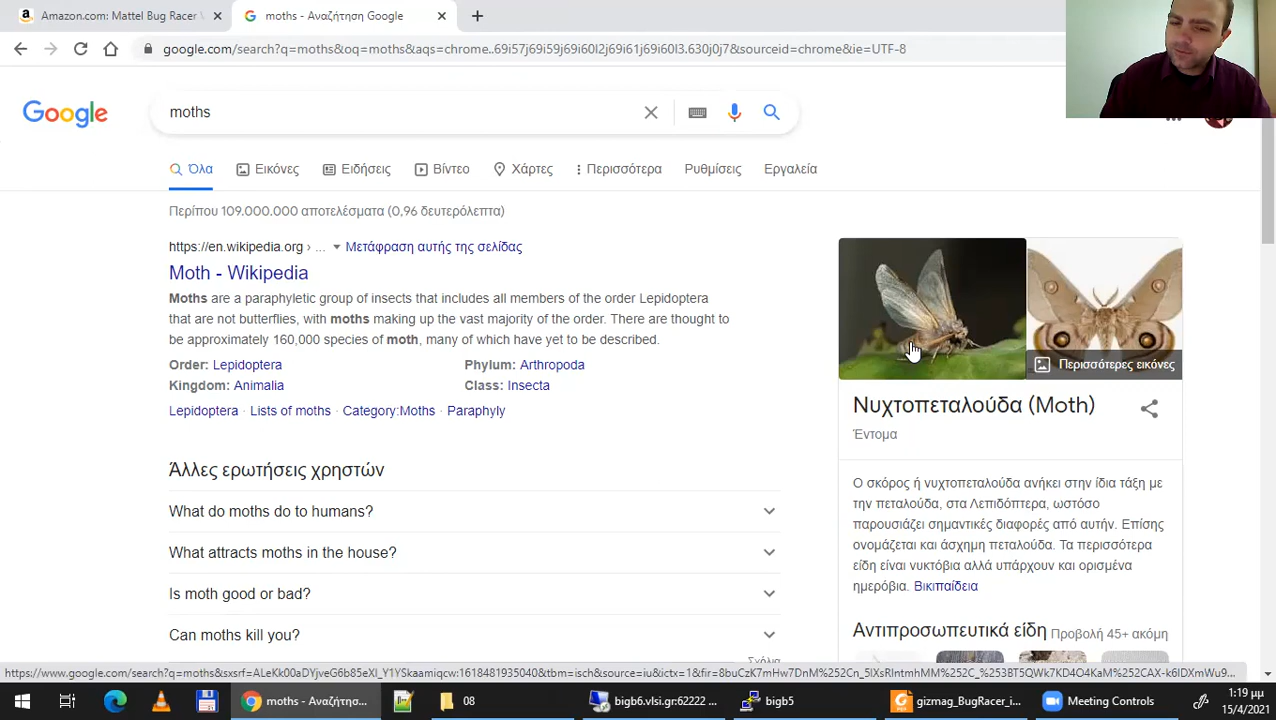 Amazon.com: Mattel Bug Racer
moths - Αναζήτηση Google
google.com/search?q=moths&oq=moths&aqs=chrome..69i57j69i59j69i60l2j69i61j69i60l3.630j0j7&sourceid=chrome&ie=UTF-8
Google
moths
Όλα
Εικόνες
Ειδήσεις
Βίντεο
Χάρτες
Περισσότερα
Ρυθμίσεις
Εργαλεία
Περίπου 109.000.000 αποτελέσματα (0,96 δευτερόλεπτα)
https://en.wikipedia.org › ... Μετάφραση αυτής της σελίδας
Moth - Wikipedia
Moths are a paraphyletic group of insects that includes all members of the order Lepidoptera
that are not butterflies, with moths making up the vast majority of the order. There are thought to
be approximately 160,000 species of moth, many of which have yet to be described.
Order: Lepidoptera
Phylum: Arthropoda
Kingdom: Animalia
Class: Insecta
Lepidoptera · Lists of moths · Category:Moths · Paraphyly
Άλλες ερωτήσεις χρηστών
What do moths do to humans?
What attracts moths in the house?
Is moth good or bad?
Can moths kill you?
Σχόλια
Περισσότερες εικόνες
Νυχτοπεταλούδα (Moth)
Έντομα
Ο σκόρος ή νυχτοπεταλούδα ανήκει στην ίδια τάξη με
την πεταλούδα, στα Λεπιδόπτερα, ωστόσο
παρουσιάζει σημαντικές διαφορές από αυτήν. Επίσης
ονομάζεται και άσχημη πεταλούδα. Τα περισσότερα
είδη είναι νυκτόβια αλλά υπάρχουν και ορισμένα
ημερόβια. Βικιπαίδεια
Αντιπροσωπευτικά είδη
Προβολή 45+ ακόμη
moths - Αναζήτησ...
08
bigb6.vlsi.gr:62222 ...
bigb5
gizmag_BugRacer_i...
Meeting Controls
1:19 μμ
15/4/2021